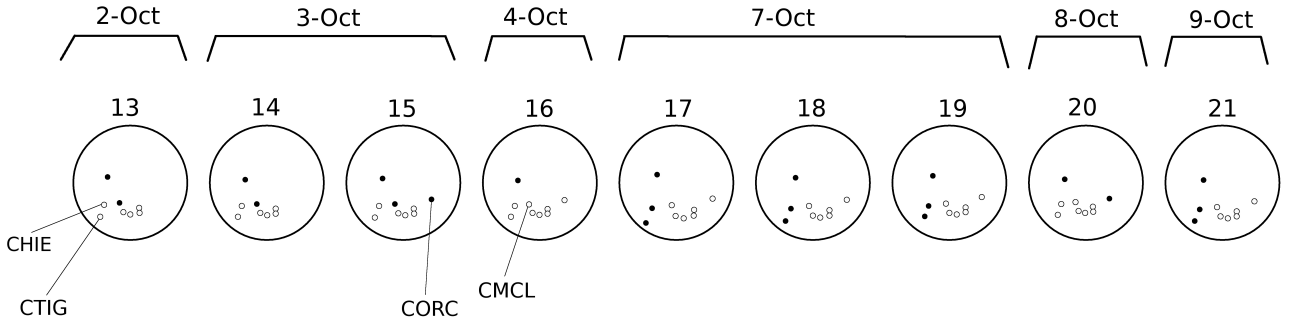 2-Oct 3-Oct 4-Oct 7-Oct 8-Oct 9-Oct
13 14 15 16 17 18 19 20 21
CHIE
CMCL
CTIG
CORC